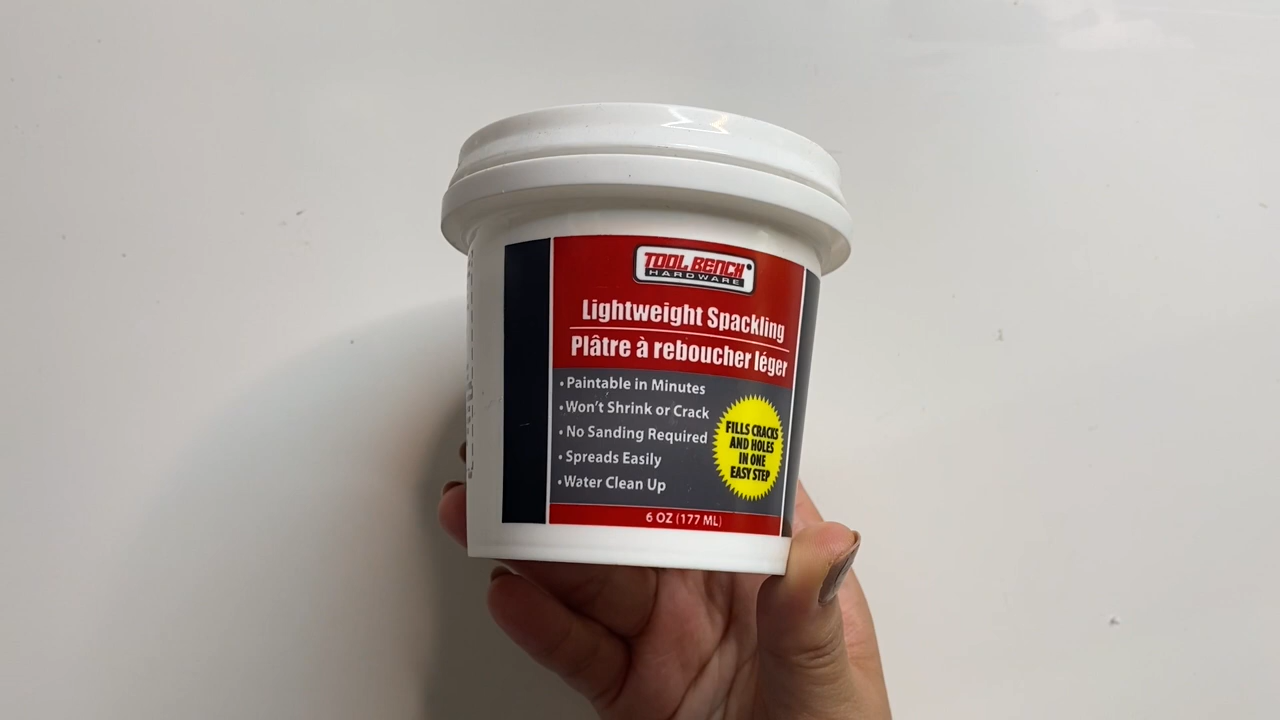 TOOL BENCH
HARDWARE
Lightweight Spackling
Plâtre à reboucher léger
• Paintable in Minutes
• Won't Shrink or Crack
• No Sanding Required
• Spreads Easily
• Water Clean Up
FILLS CRACKS
AND HOLES
IN ONE
EASY STEP
6 OZ (177 ML)